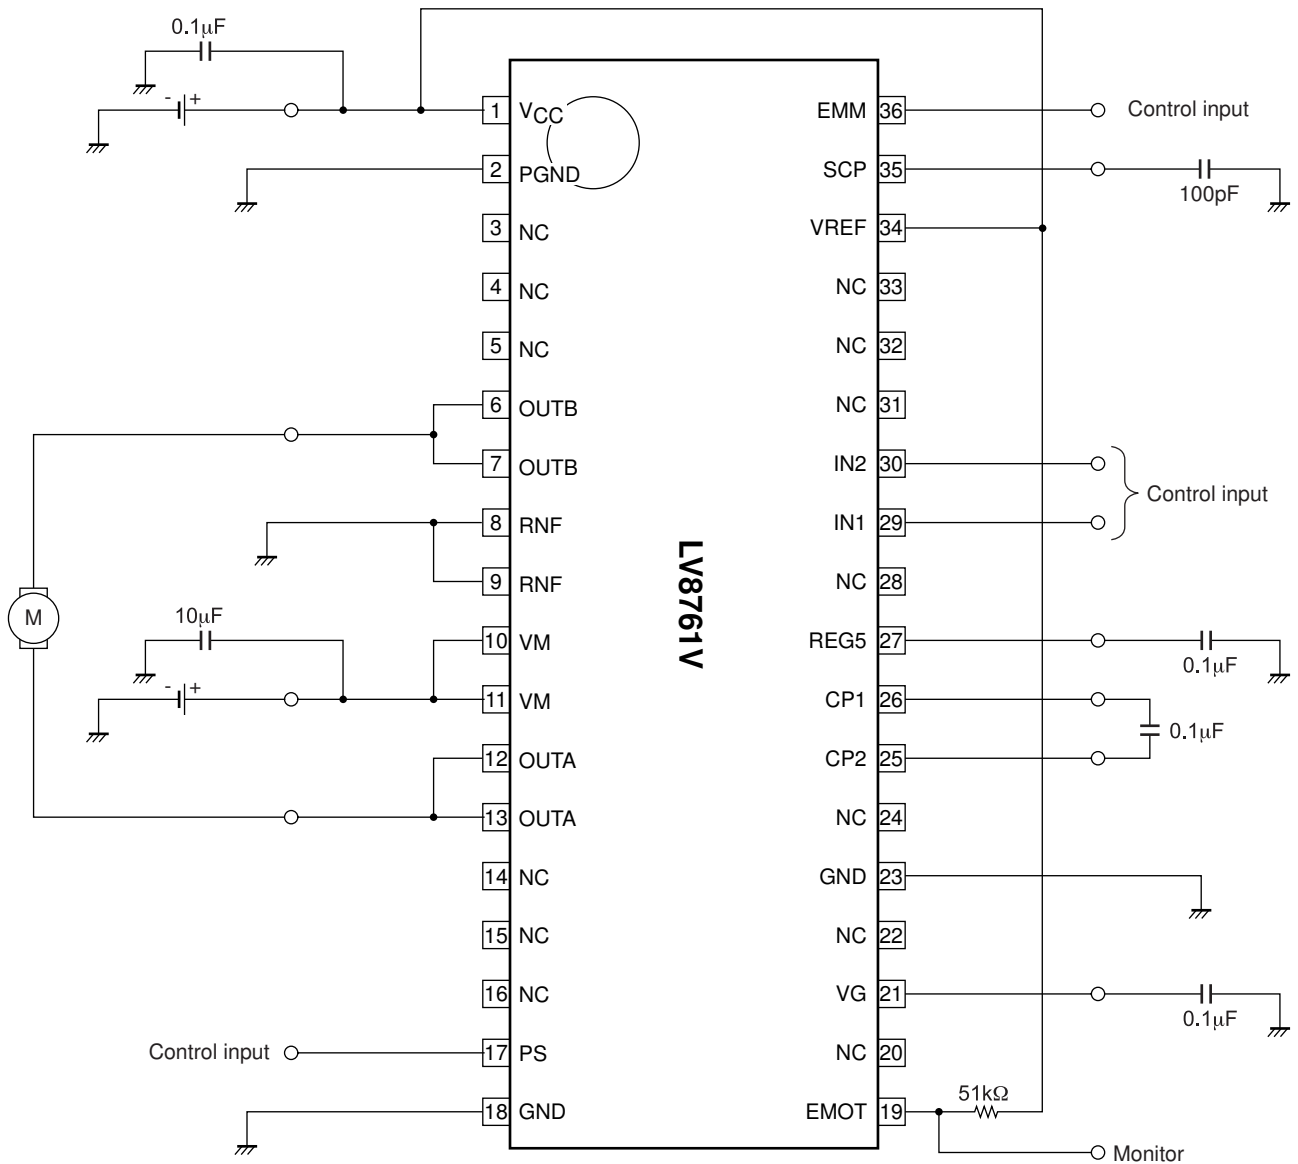 0.1μF
- +
1 VCC
2 PGND
3 NC
4 NC
5 NC
6 OUTB
7 OUTB
8 RNF
9 RNF
M
10μF
10 VM
- +
11 VM
12 OUTA
13 OUTA
14 NC
15 NC
16 NC
Control input
17 PS
18 GND
LV8761V
EMM 36
Control input
SCP 35
100pF
VREF 34
NC 33
NC 32
NC 31
IN2 30
Control input
IN1 29
NC 28
REG5 27
0.1μF
CP1 26
0.1μF
CP2 25
NC 24
GND 23
NC 22
VG 21
0.1μF
NC 20
51kΩ
EMOT 19
Monitor